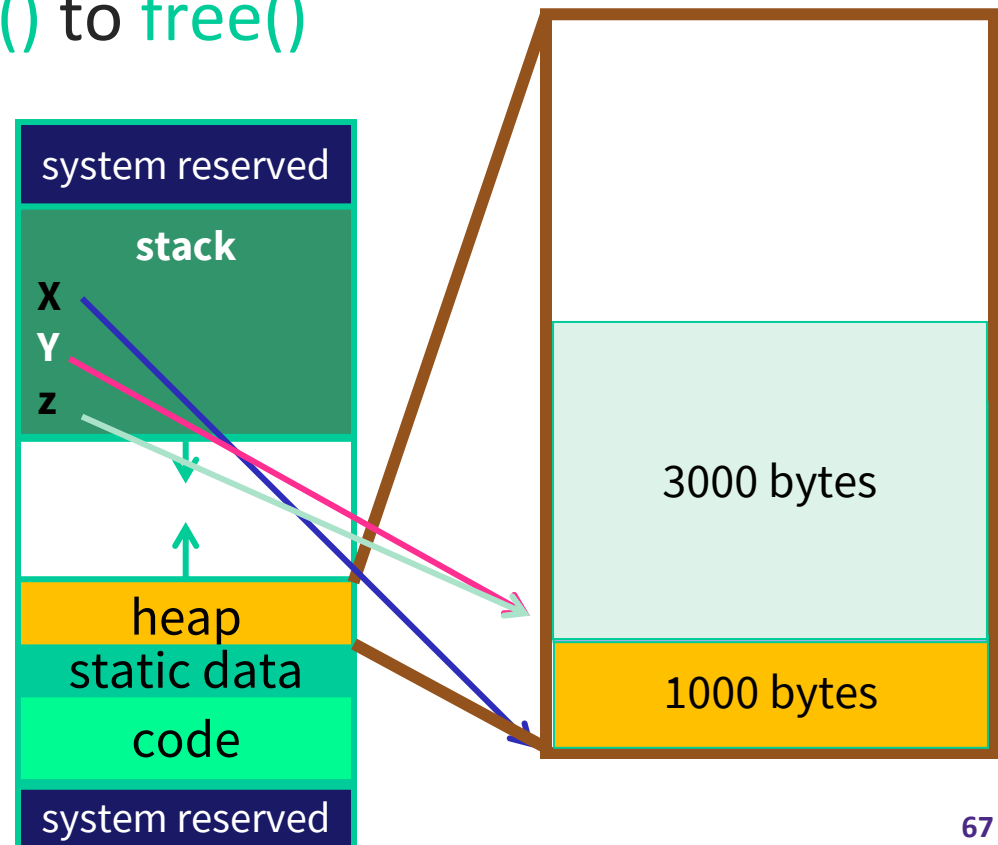 () to free()
system reserved
stack
X
Y
z
heap
static data
code
system reserved
3000 bytes
1000 bytes
67